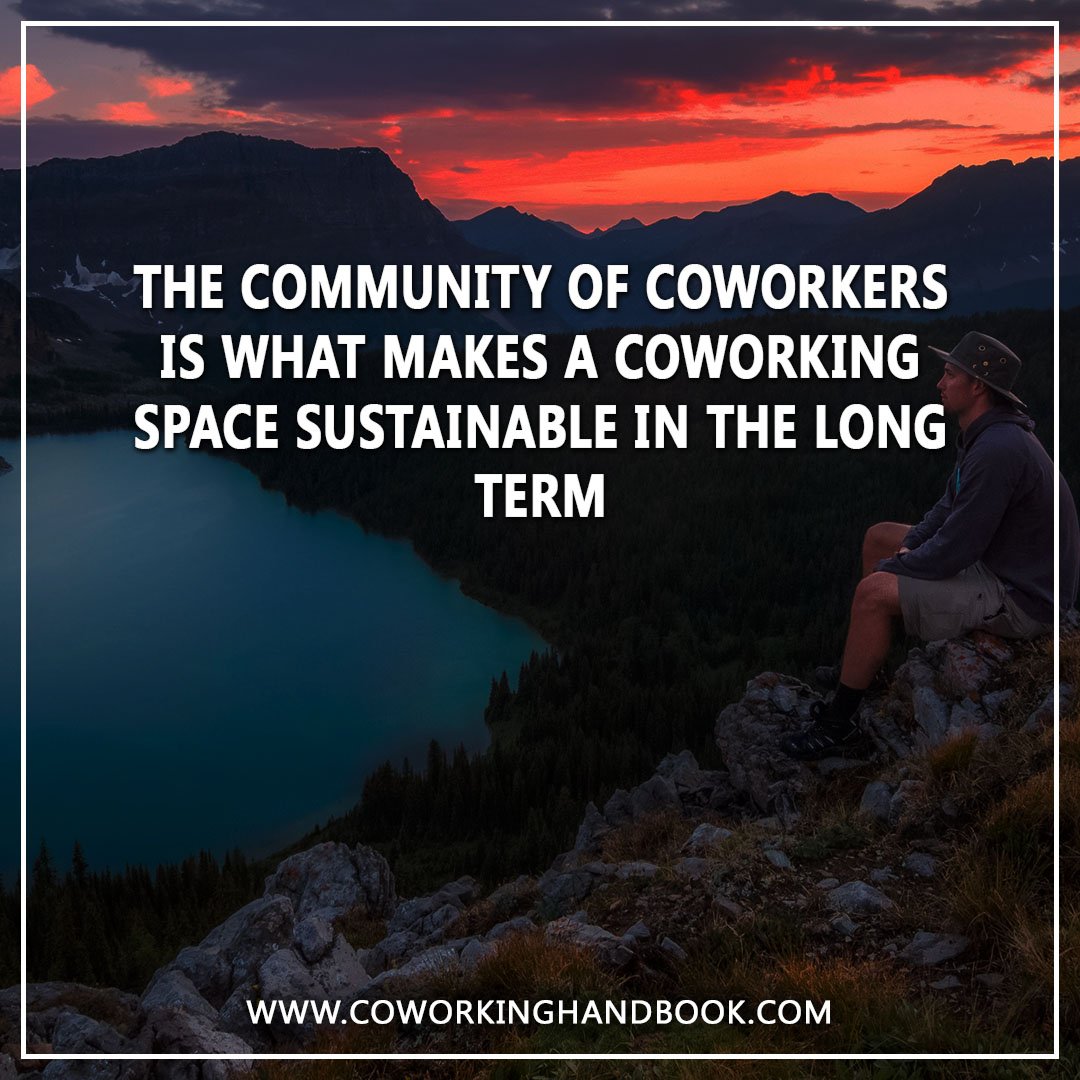 THE COMMUNITY OF COWORKERS
IS WHAT MAKES A COWORKING
SPACE SUSTAINABLE IN THE LONG
TERM
WWW.COWORKINGHANDBOOK.COM